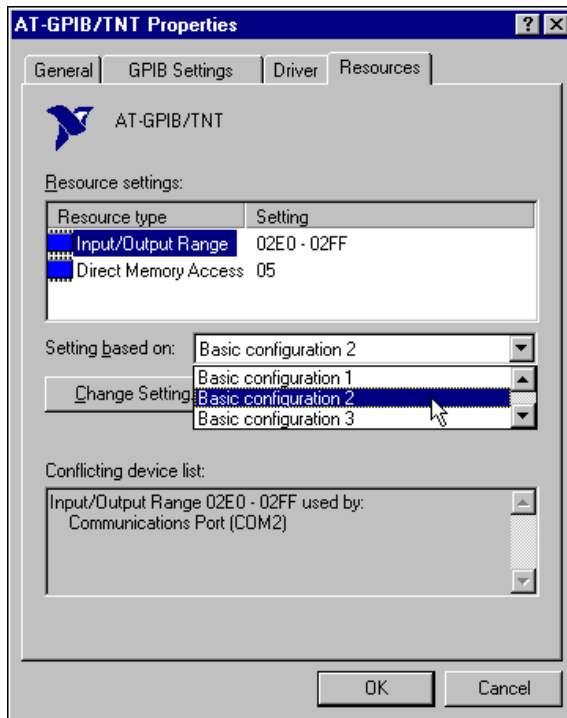 AT-GPIB/TNT Properties
General GPIB Settings Driver Resources
AT-GPIB/TNT
Resource settings:
Resource type Setting
Input/Output Range 02E0 - 02FF
Direct Memory Access 05
Setting based on: Basic configuration 2
Basic configuration 1
Change Setting Basic configuration 2
Basic configuration 3
Conflicting device list:
Input/Output Range 02E0 - 02FF used by:
Communications Port (COM2)
OK Cancel